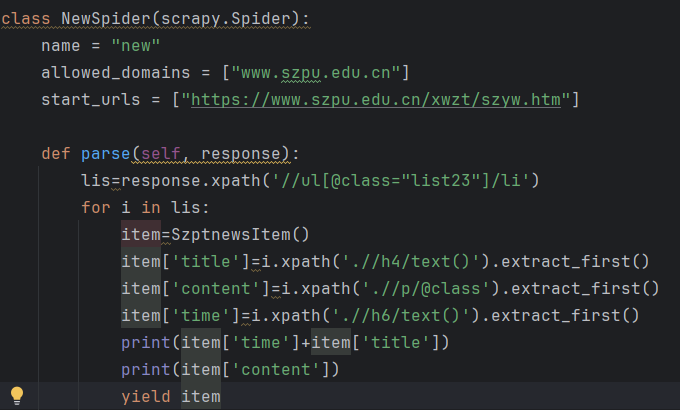 class NewSpider(scrapy.Spider):
    name = "new"
    allowed_domains = ["www.szpu.edu.cn"]
    start_urls = ["https://www.szpu.edu.cn/xwzt/szyw.htm"]
    def parse(self, response):
        lis=response.xpath('//ul[@class="list23"]/li')
        for i in lis:
            item=SzptnewsItem()
            item['title']=i.xpath('.//h4/text()').extract_first()
            item['content']=i.xpath('.//p/@class').extract_first()
            item['time']=i.xpath('.//h6/text()').extract_first()
            print(item['time']+item['title'])
            print(item['content'])
            yield item